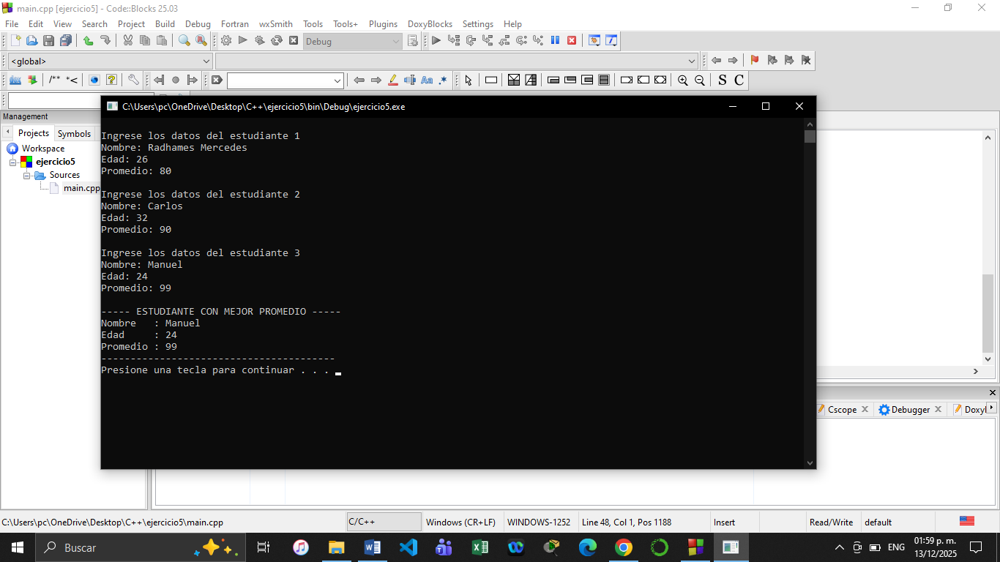 main.cpp [ejercicio5] - Code::Blocks 25.03
File Edit View Search Project Build Debug Fortran wxSmith Tools Tools+ Plugins DoxyBlocks Settings Help
Debug
<global>
/** *< Aa .* S C
Management
C:\Users\pc\OneDrive\Desktop\C++\ejercicio5\bin\Debug\ejercicio5.exe
Projects Symbols
Workspace
ejercicio5
Sources
main.cpp
Ingrese los datos del estudiante 1
Nombre: Radhames Mercedes
Edad: 26
Promedio: 80
Ingrese los datos del estudiante 2
Nombre: Carlos
Edad: 32
Promedio: 90
Ingrese los datos del estudiante 3
Nombre: Manuel
Edad: 24
Promedio: 99
----- ESTUDIANTE CON MEJOR PROMEDIO -----
Nombre   : Manuel
Edad     : 24
Promedio : 99
----------------------------------------
Presione una tecla para continuar . . .
Cscope Debugger Doxyl
C:\Users\pc\OneDrive\Desktop\C++\ejercicio5\main.cpp C/C++ Windows (CR+LF) WINDOWS-1252 Line 48, Col 1, Pos 1188 Insert Read/Write default
Buscar
ENG
01:59 p. m.
13/12/2025